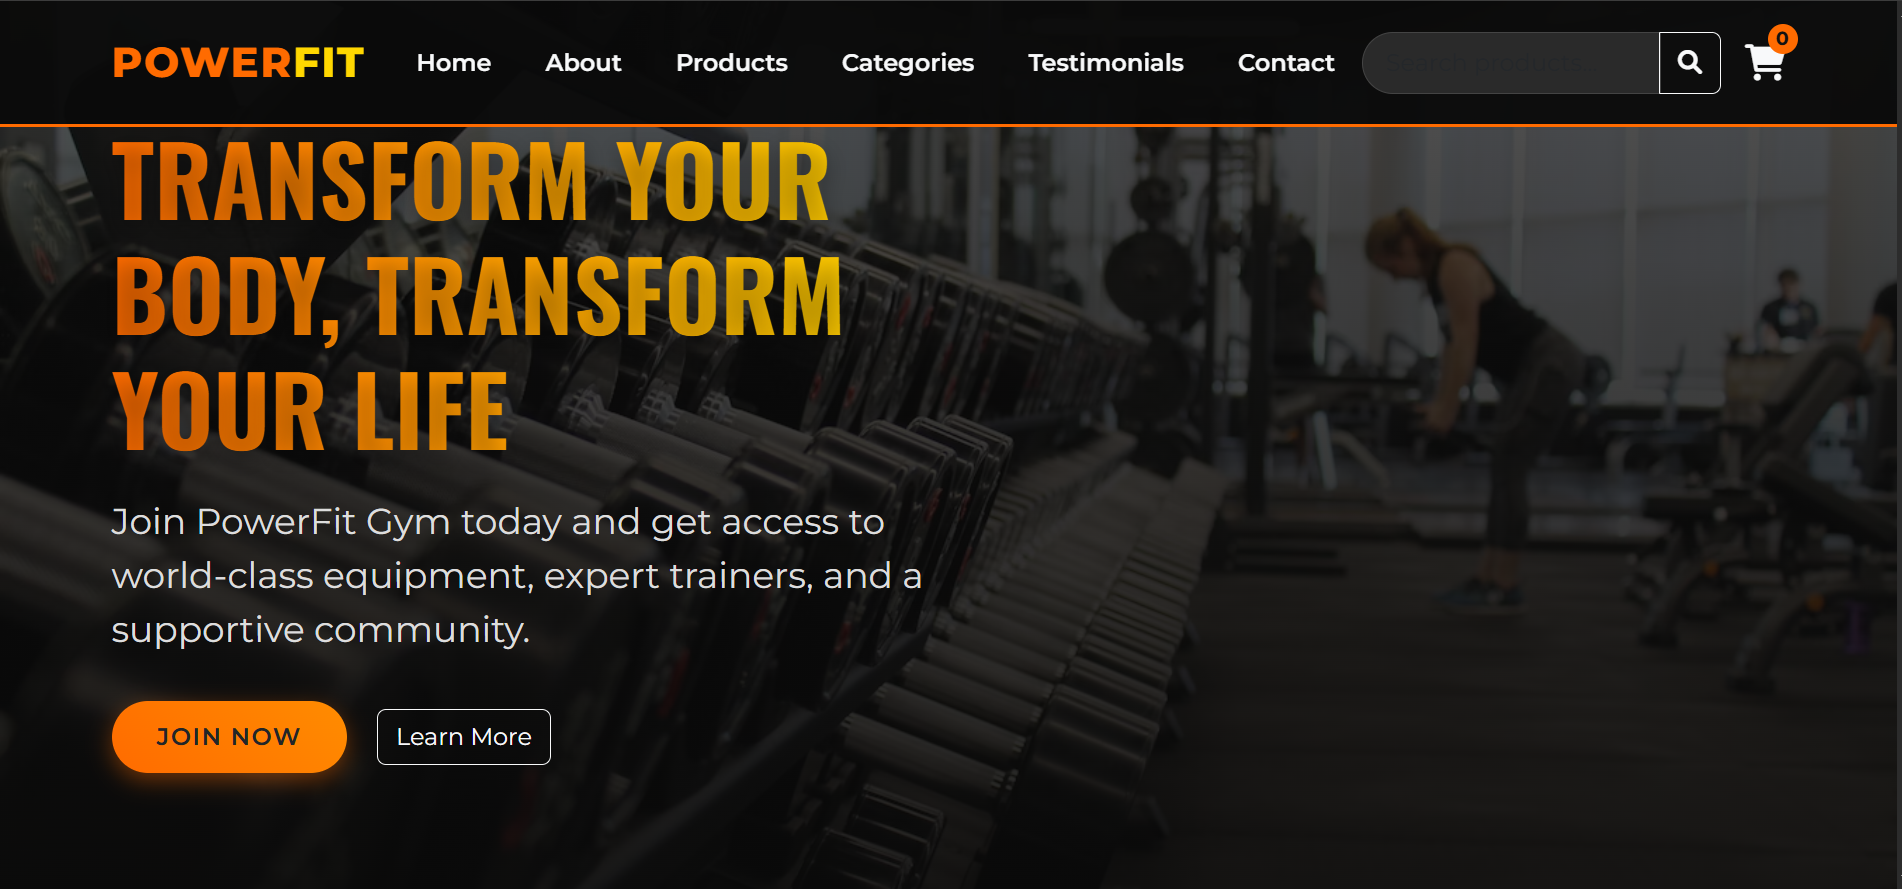 POWERFIT
Home
About
Products
Categories
Testimonials
Contact
Search products...
0
TRANSFORM YOUR
BODY, TRANSFORM
YOUR LIFE
Join PowerFit Gym today and get access to
world-class equipment, expert trainers, and a
supportive community.
JOIN NOW
Learn More